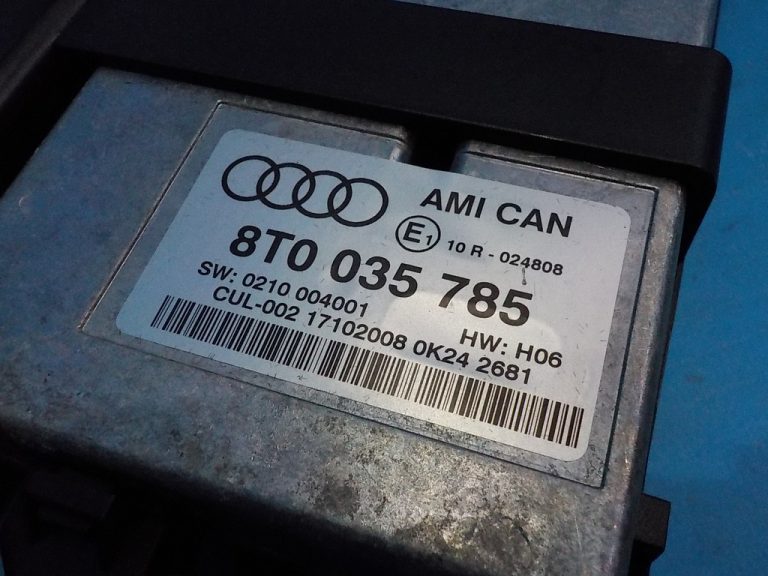 AMI CAN
E1 10 R - 024808
8T0 035 785
SW: 0210 004001
HW: H06
CUL-002 17102008 0K24 2681